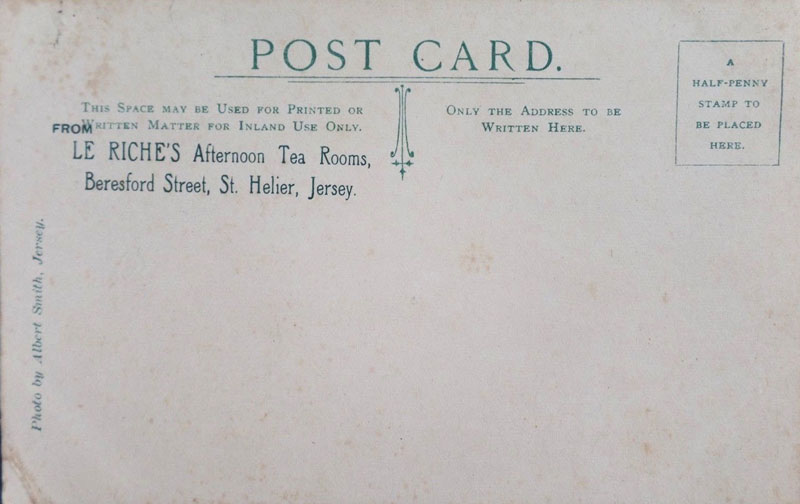 POST CARD.
THIS SPACE MAY BE USED FOR PRINTED OR
WRITTEN MATTER FOR INLAND USE ONLY.
FROM
LE RICHE'S Afternoon Tea Rooms,
Beresford Street, St. Helier, Jersey.
ONLY THE ADDRESS TO BE
WRITTEN HERE.
A
HALF-PENNY
STAMP TO
BE PLACED
HERE.
Photo by Albert Smith, Jersey.